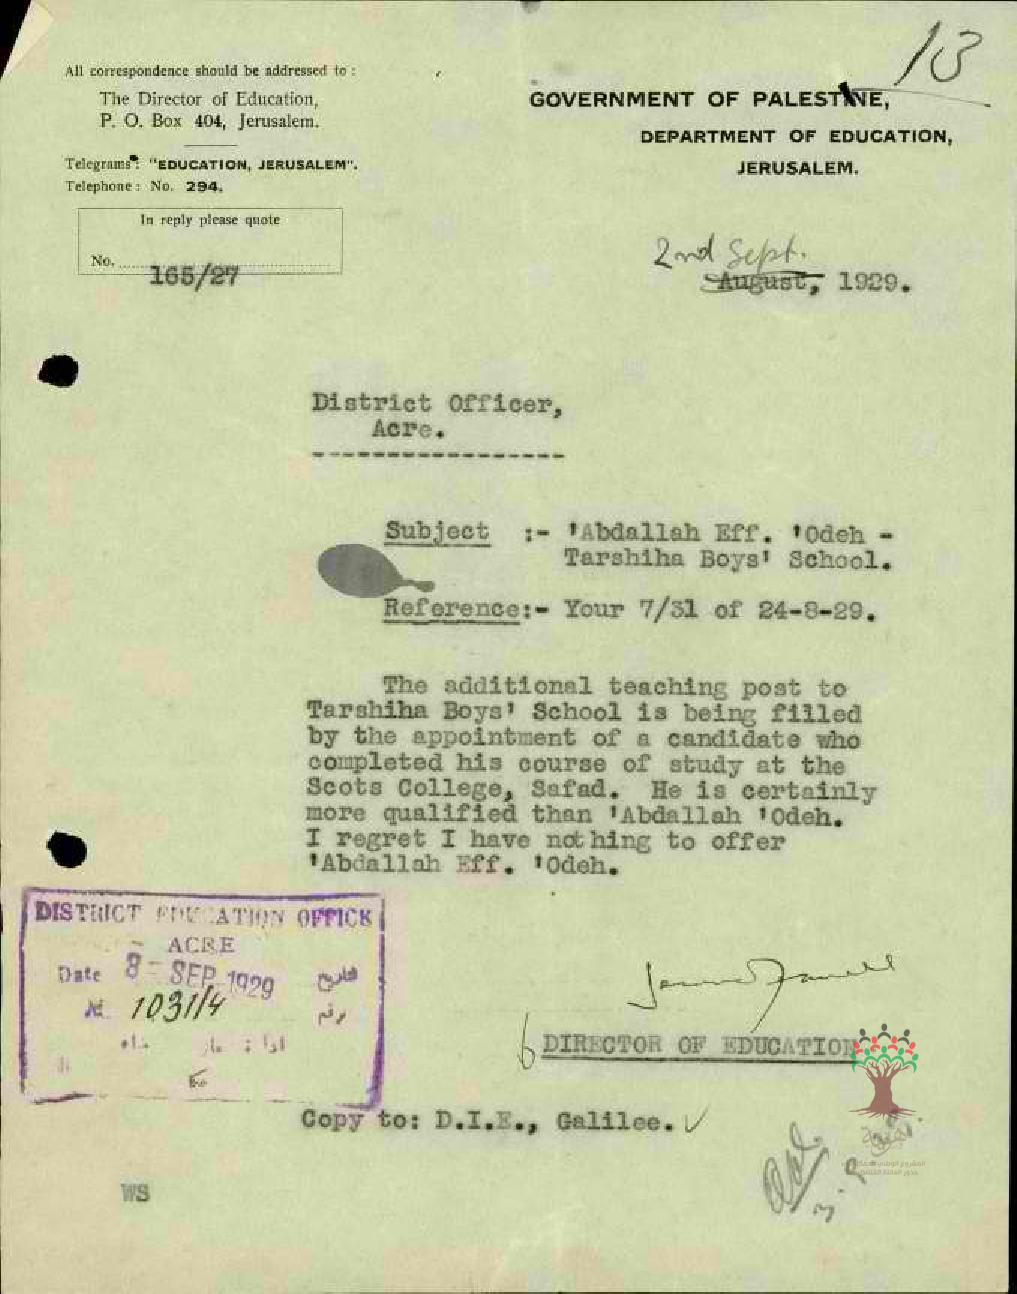 13
All correspondence should be addressed to :
The Director of Education,
P. O. Box 404, Jerusalem.
Telegrams: "EDUCATION, JERUSALEM".
Telephone : No. 294.
In reply please quote
No. 165/27
GOVERNMENT OF PALESTINE,
DEPARTMENT OF EDUCATION,
JERUSALEM.
2nd Sept.
August, 1929.
District Officer,
Acre.
Subject :- 'Abdallah Eff. 'Odeh -
Tarshiha Boys' School.
Reference:- Your 7/31 of 24-8-29.
The additional teaching post to
Tarshiha Boys' School is being filled
by the appointment of a candidate who
completed his course of study at the
Scots College, Safad. He is certainly
more qualified than 'Abdallah 'Odeh.
I regret I have nothing to offer
'Abdallah Eff. 'Odeh.
DISTRICT EDUCATION OFFICE
ACRE
Date 8 - SEP 1929 تاريخ
1031/4 رقم
DIRECTOR OF EDUCATION
Copy to: D.I.E., Galilee.
WS